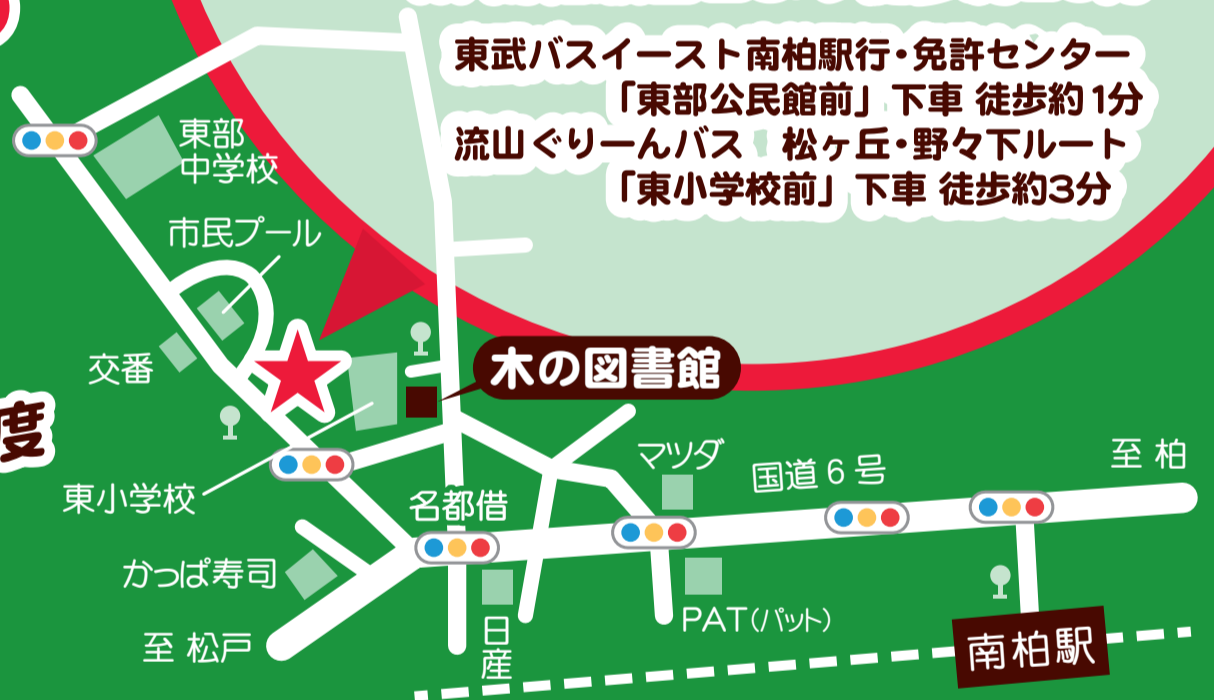 東武バスイースト南柏駅行・免許センター
「東部公民館前」下車 徒歩約1分
流山ぐりーんバス　松ヶ丘・野々下ルート
「東小学校前」下車 徒歩約3分
東部
中学校
市民プール
交番
木の図書館
度
マツダ
国道6号
至 柏
東小学校
名都借
かっぱ寿司
至 松戸
日産
PAT(パット)
南柏駅